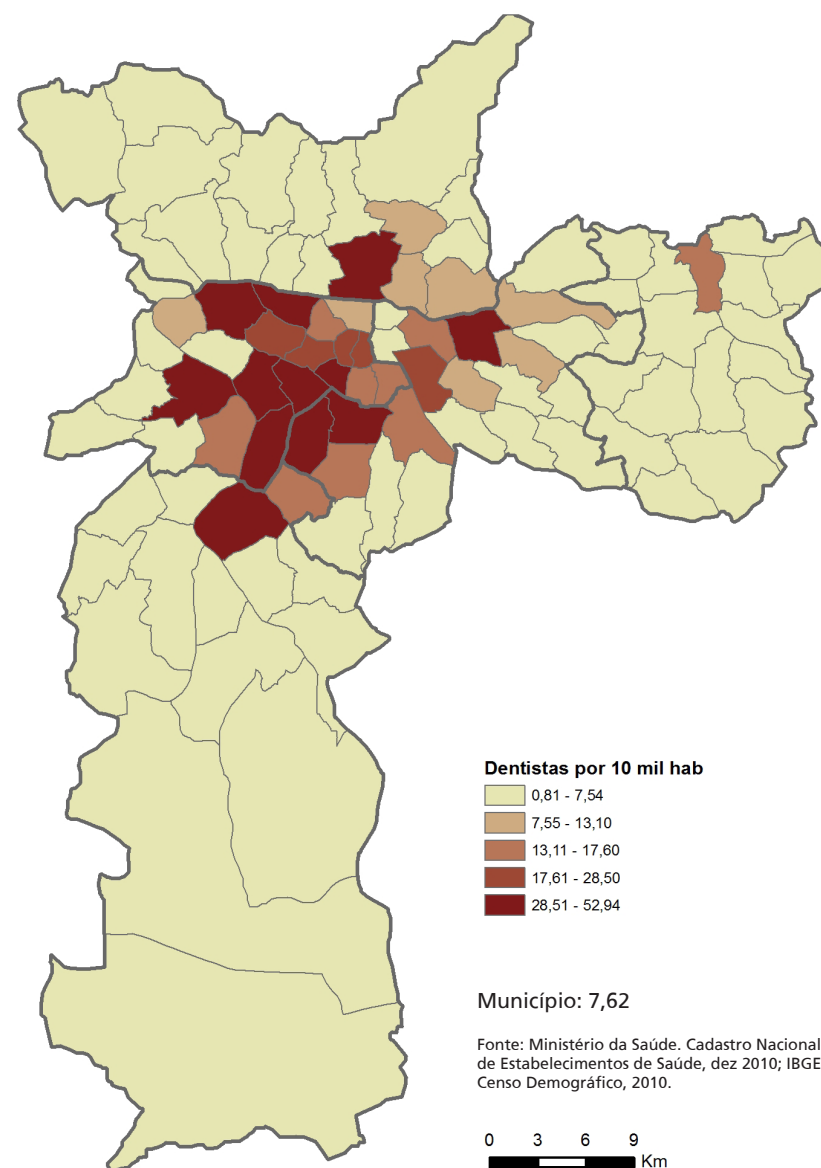 Dentistas por 10 mil hab
0,81 - 7,54
7,55 - 13,10
13,11 - 17,60
17,61 - 28,50
28,51 - 52,94
Município: 7,62
Fonte: Ministério da Saúde. Cadastro Nacional
de Estabelecimentos de Saúde, dez 2010; IBGE
Censo Demográfico, 2010.
0 3 6 9
Km